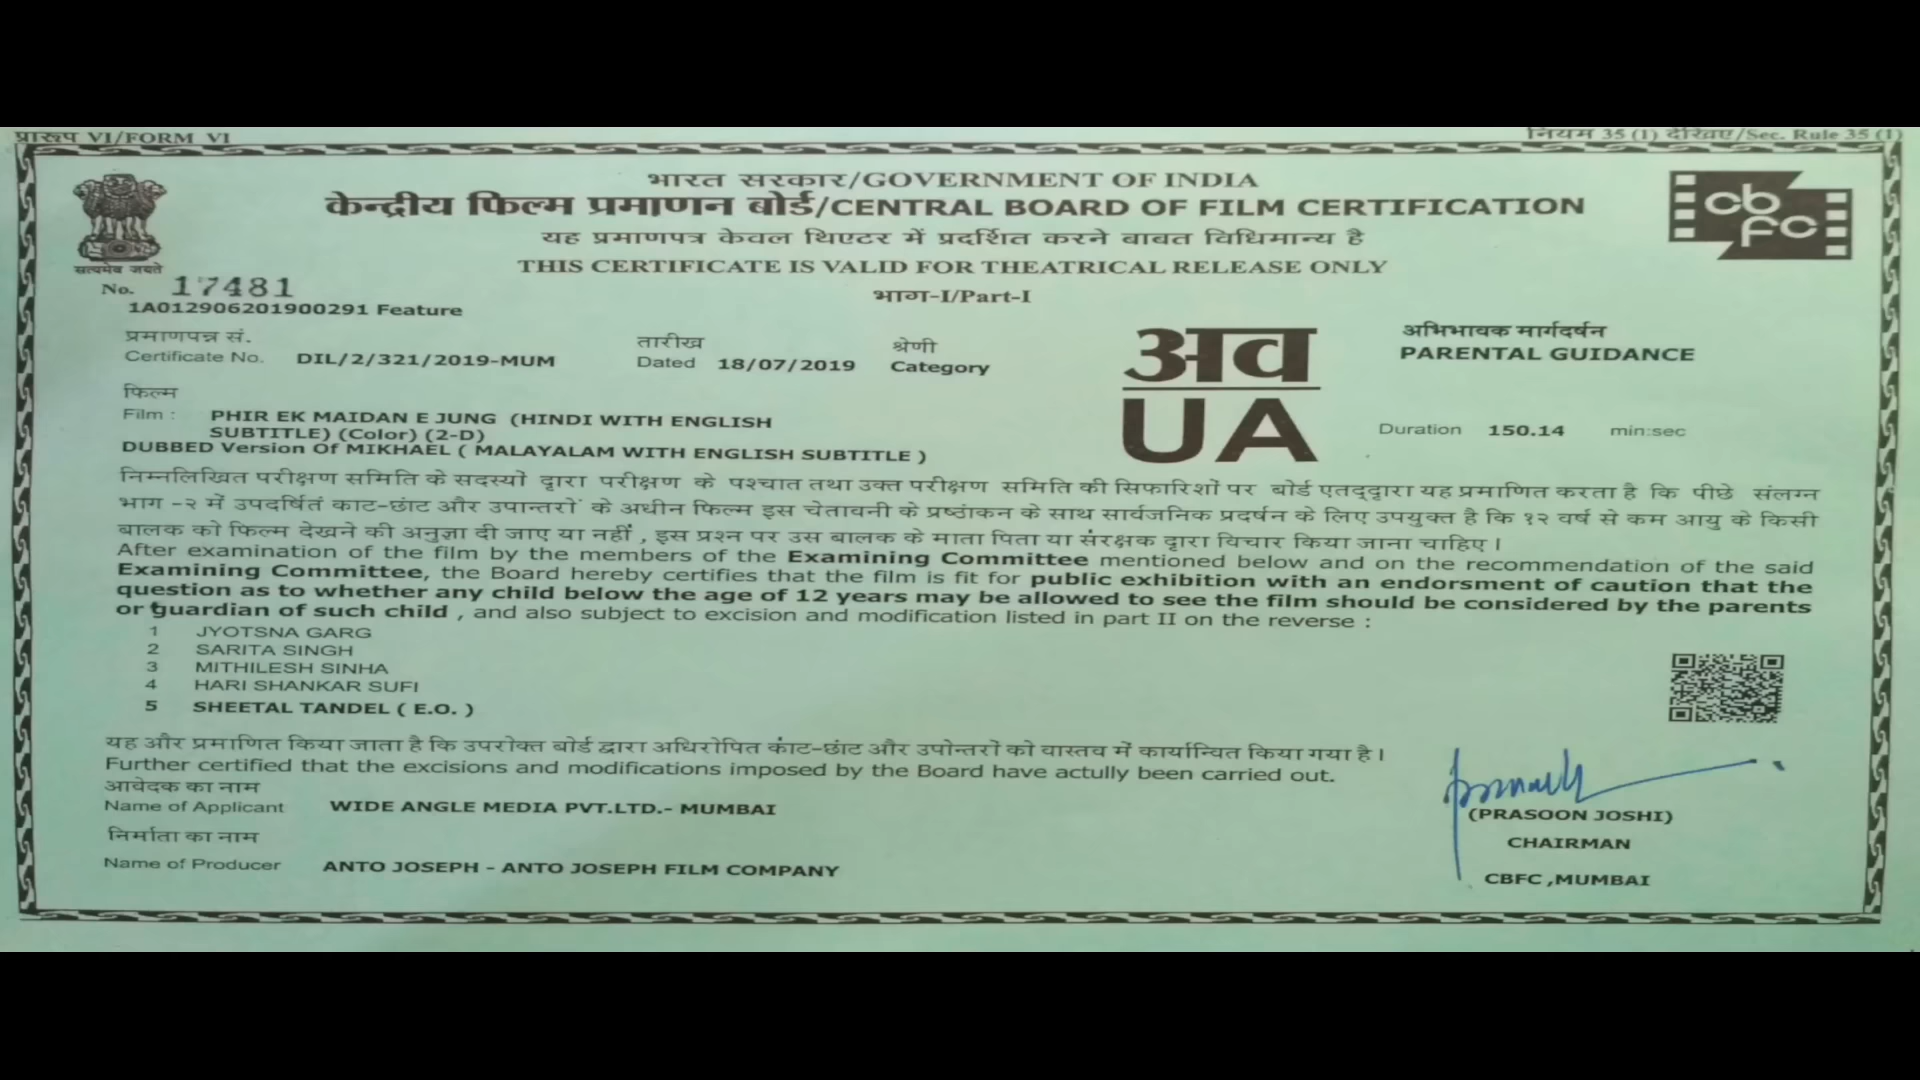 प्रारूप VI/FORM VI
नियम 35 (1) देखिए/Sec. Rule 35 (1)
भारत सरकार/GOVERNMENT OF INDIA
केन्द्रीय फिल्म प्रमाणन बोर्ड/CENTRAL BOARD OF FILM CERTIFICATION
cbfc
यह प्रमाणपत्र केवल थिएटर में प्रदर्शित करने बाबत विधिमान्य है
THIS CERTIFICATE IS VALID FOR THEATRICAL RELEASE ONLY
सत्यमेव जयते
No. 17481
भाग-I/Part-I
1A012906201900291 Feature
प्रमाणपत्र सं.
Certificate No. DIL/2/321/2019-MUM
तारीख
Dated 18/07/2019
श्रेणी
Category
अव
UA
अभिभावक मार्गदर्षन
PARENTAL GUIDANCE
फिल्म
Film : PHIR EK MAIDAN E JUNG (HINDI WITH ENGLISH
SUBTITLE) (Color) (2-D)
Duration 150.14 min:sec
DUBBED Version Of MIKHAEL ( MALAYALAM WITH ENGLISH SUBTITLE )
निम्नलिखित परीक्षण समिति के सदस्यों द्वारा परीक्षण के पश्चात तथा उक्त परीक्षण समिति की सिफारिशों पर बोर्ड एतद्द्वारा यह प्रमाणित करता है कि पीछे संलग्न
भाग -२ में उपदर्षित काट-छांट और उपान्तरों के अधीन फिल्म इस चेतावनी के प्रष्ठांकन के साथ सार्वजनिक प्रदर्षन के लिए उपयुक्त है कि १२ वर्ष से कम आयु के किसी
बालक को फिल्म देखने की अनुज्ञा दी जाए या नहीं , इस प्रश्न पर उस बालक के माता पिता या संरक्षक द्वारा विचार किया जाना चाहिए ।
After examination of the film by the members of the Examining Committee mentioned below and on the recommendation of the said
Examining Committee, the Board hereby certifies that the film is fit for public exhibition with an endorsment of caution that the
question as to whether any child below the age of 12 years may be allowed to see the film should be considered by the parents
or guardian of such child , and also subject to excision and modification listed in part II on the reverse :
1 JYOTSNA GARG
2 SARITA SINGH
3 MITHILESH SINHA
4 HARI SHANKAR SUFI
5 SHEETAL TANDEL ( E.O. )
यह और प्रमाणित किया जाता है कि उपरोक्त बोर्ड द्वारा अधिरोपित कांट-छांट और उपोन्तरों को वास्तव में कार्यान्वित किया गया है ।
Further certified that the excisions and modifications imposed by the Board have actully been carried out.
आवेदक का नाम
Name of Applicant WIDE ANGLE MEDIA PVT.LTD.- MUMBAI
निर्माता का नाम
Name of Producer ANTO JOSEPH - ANTO JOSEPH FILM COMPANY
(PRASOON JOSHI)
CHAIRMAN
CBFC ,MUMBAI